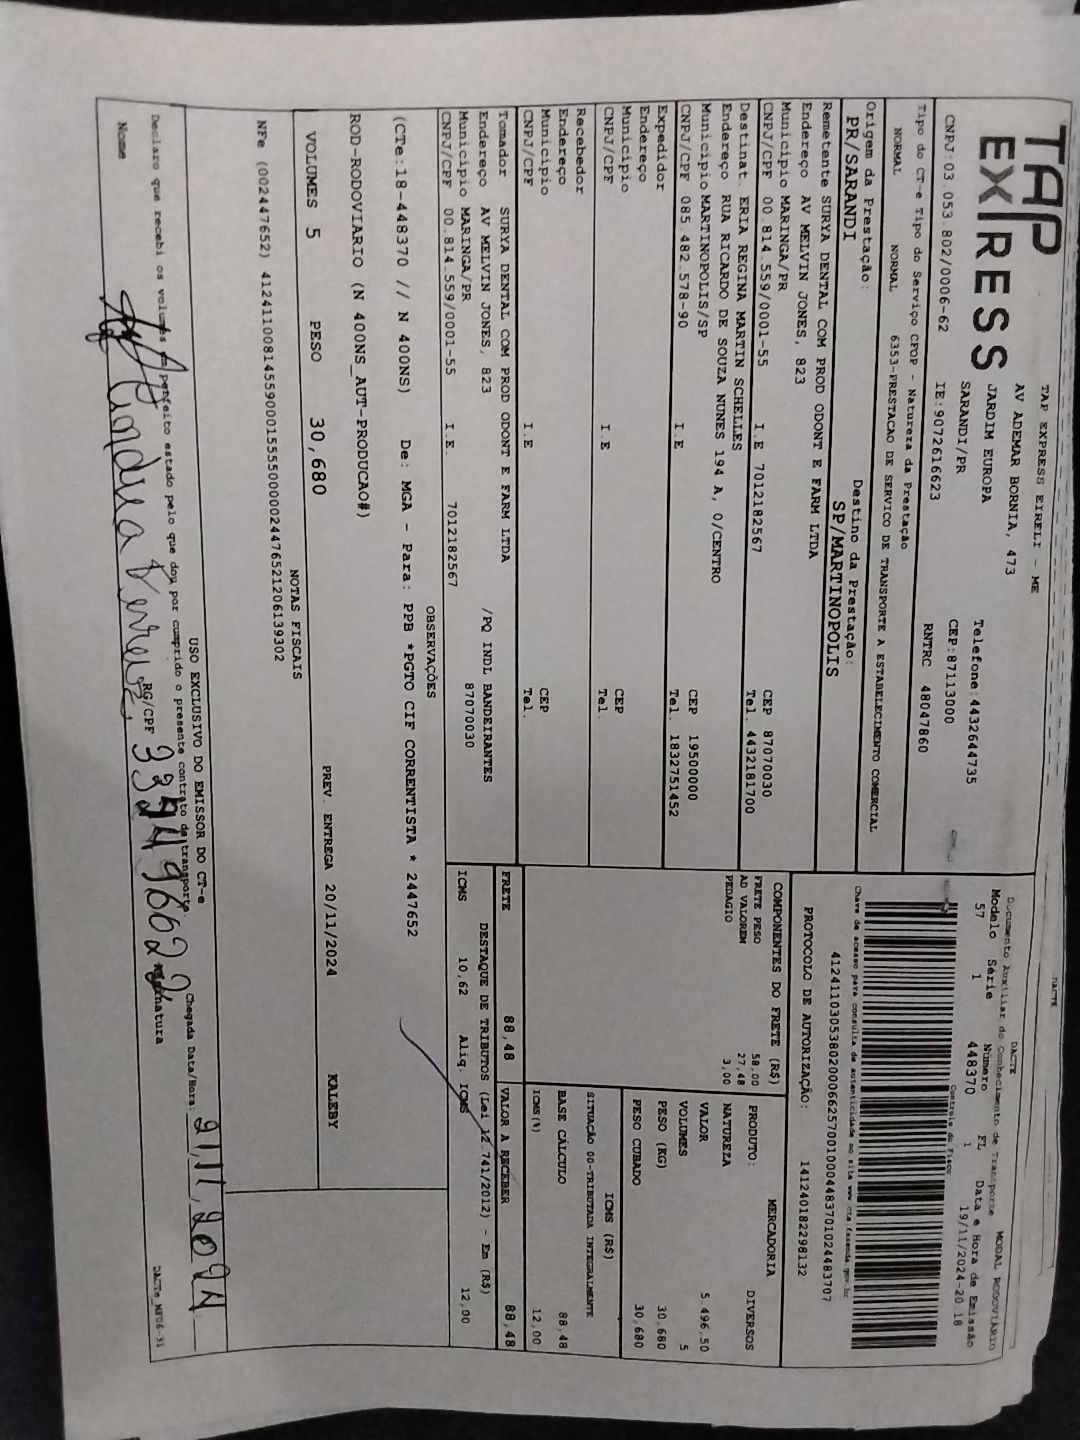 DACTE
TAP
EXPRESS
TAP EXPRESS EIRELI - ME
AV ADEMAR BORNIA, 473
JARDIM EUROPA
SARANDI/PR
Telefone:4432644735
CEP:87113000
CNPJ:03.053.802/0006-62 IE:9072616623 RNTRC 48047860
DACTE
Documento Auxiliar do Conhecimento de Transporte MODAL RODOVIÁRIO
Modelo Série Número FL Data e Hora de Emissão
57 1 448370 1 19/11/2024-20 18
Controle do Fisco
Tipo do CT-e Tipo do Serviço CFOP - Natureza da Prestação
NORMAL NORMAL 6353-PRESTACAO DE SERVICO DE TRANSPORTE A ESTABELECIMENTO COMERCIAL
Chave de acesso para consulta de autenticidade no site www.cte.fazenda.gov.br
41241103053802000662570010004483701024483707
PROTOCOLO DE AUTORIZAÇÃO: 141240182298132
Origem da Prestação: Destino da Prestação:
PR/SARANDI SP/MARTINOPOLIS
Remetente SURYA DENTAL COM PROD ODONT E FARM LTDA
Endereço AV MELVIN JONES, 823
Município MARINGA/PR CEP 87070030
CNPJ/CPF 00.814.559/0001-55 I.E 7012182567 Tel. 4432181700
Destinat. ERIA REGINA MARTIN SCHELLES
Endereço RUA RICARDO DE SOUZA NUNES 194 A, 0/CENTRO
Município MARTINOPOLIS/SP CEP 19500000
CNPJ/CPF 085.482.578-90 I.E Tel. 1832751452
Expedidor
Endereço
Município CEP
CNPJ/CPF I.E Tel.
Recebedor
Endereço
Município CEP
CNPJ/CPF I.E Tel.
Tomador SURYA DENTAL COM PROD ODONT E FARM LTDA
Endereço AV MELVIN JONES, 823 /PQ INDL BANDEIRANTES
Município MARINGA/PR 87070030
CNPJ/CPF 00.814.559/0001-55 I.E. 7012182567
COMPONENTES DO FRETE (R$)
FRETE PESO 58,00
AD VALOREM 27,48
PEDAGIO 3,00
MERCADORIA
PRODUTO: DIVERSOS
NATUREZA
VALOR 5.496,50
VOLUMES 5
PESO (KG) 30,680
PESO CUBADO 30,680
ICMS (R$)
SITUAÇÃO 00-TRIBUTADA INTEGRALMENTE
BASE CÁLCULO 88,48
ICMS(%) 12,00
FRETE 88,48 VALOR A RECEBER 88,48
DESTAQUE DE TRIBUTOS (Lei 12.741/2012) - Em (R$)
ICMS 10,62 Aliq. ICMS 12,00
OBSERVAÇÕES
(CTe:18-448370 // N 400NS) De: MGA - Para: PPB *PGTO CIF CORRENTISTA * 2447652
ROD-RODOVIARIO (N 400NS_AUT-PRODUCAO#)
VOLUMES 5 PESO 30,680 PREV. ENTREGA 20/11/2024 KALEBY
NOTAS FISCAIS
NFe (002447652) 41241100814559000155550000024476521206139302
USO EXCLUSIVO DO EMISSOR DO CT-e
Declaro que recebi os volumes em perfeito estado pelo que dou por cumprido o presente contrato de transporte.
Chegada Data/Hora: 21/11/2024
Nome RG/CPF Assinatura
DACTe_MF06-31